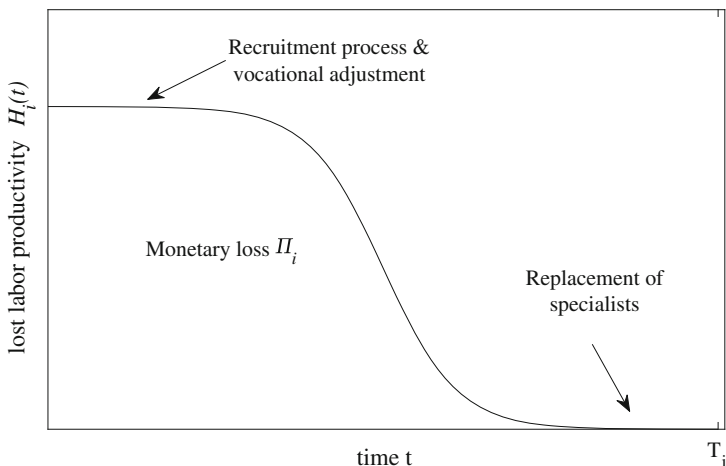 Recruitment process &
vocational adjustment
lost labor productivity H_i(t)
Monetary loss Π_i
Replacement of
specialists
time t
T_i